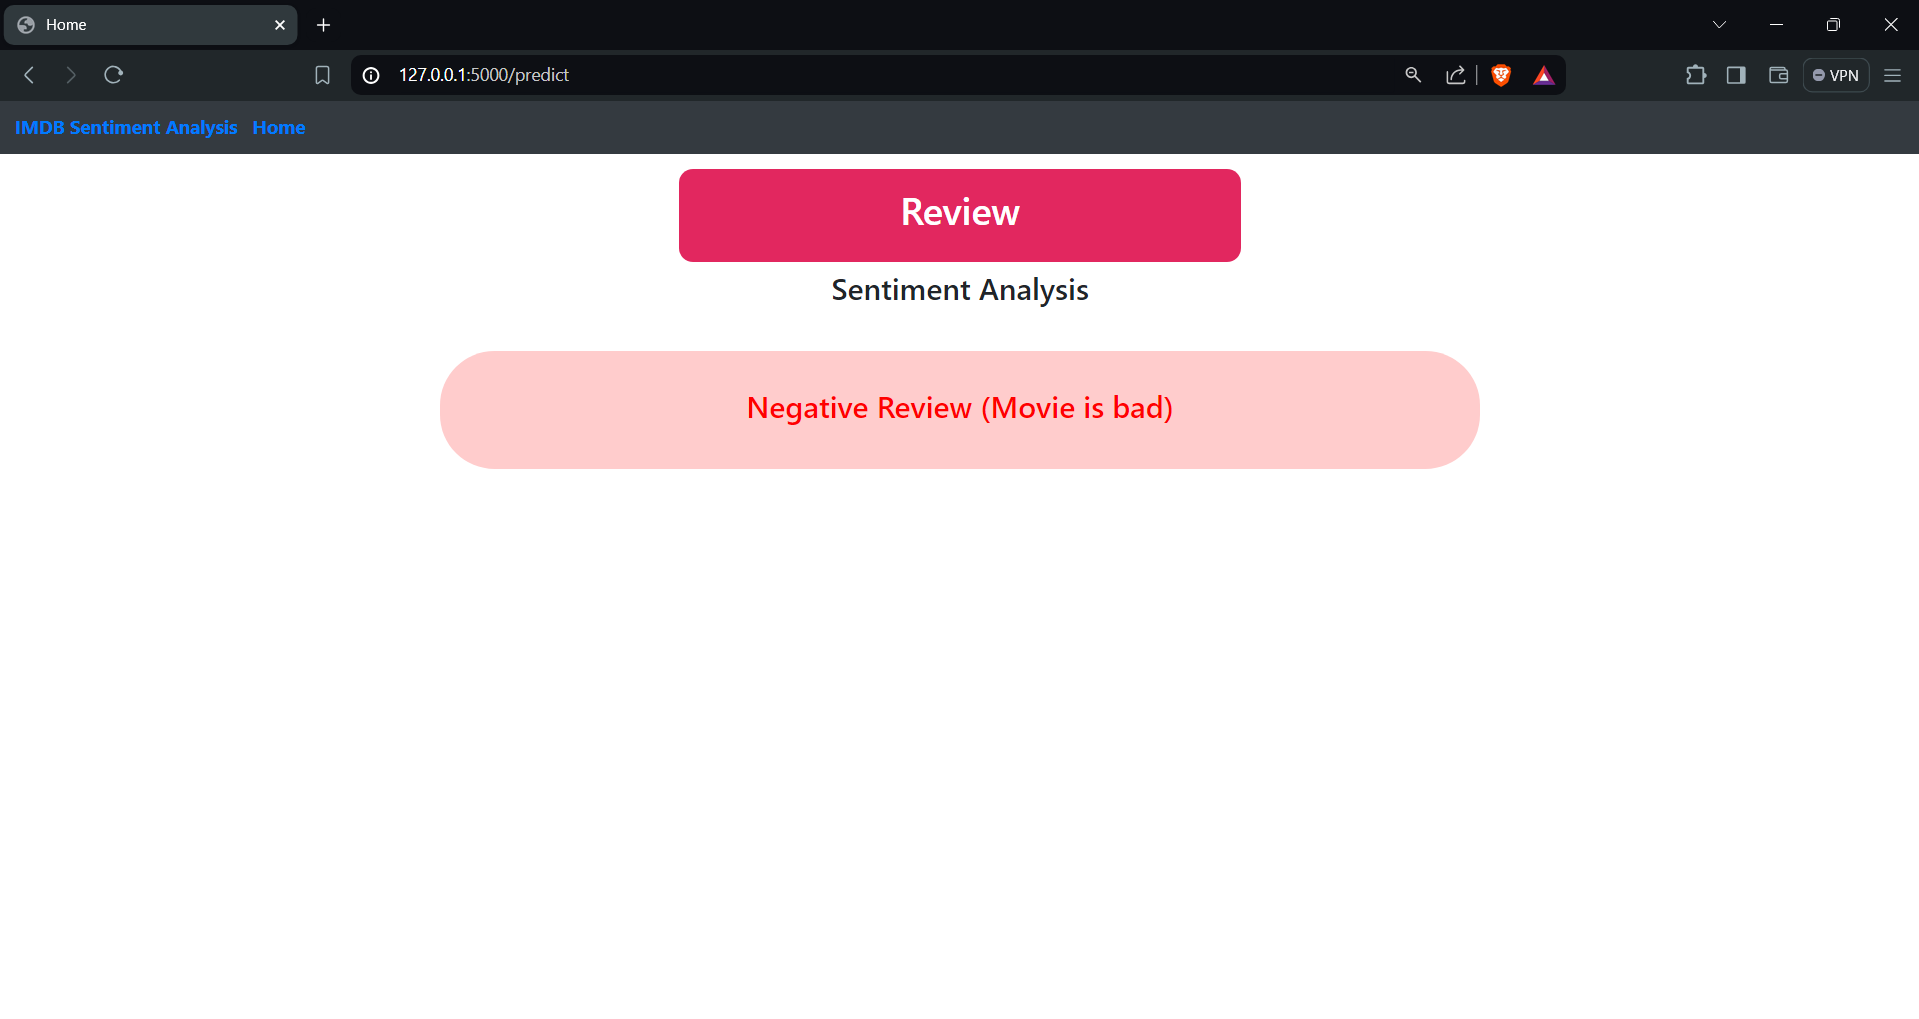 Home
127.0.0.1:5000/predict
VPN
IMDB Sentiment Analysis Home
Review
Sentiment Analysis
Negative Review (Movie is bad)